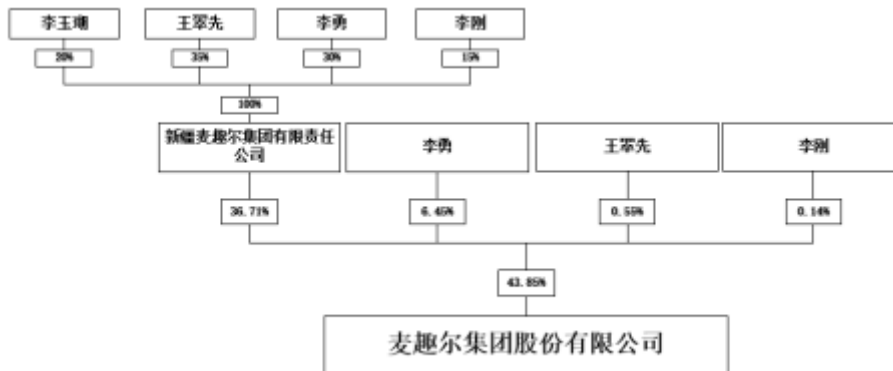 李玉瑚
王翠先
李勇
李刚
20%
35%
30%
15%
100%
新疆麦趣尔集团有限责任
公司
李勇
王翠先
李刚
36.71%
6.45%
0.55%
0.14%
43.85%
麦趣尔集团股份有限公司